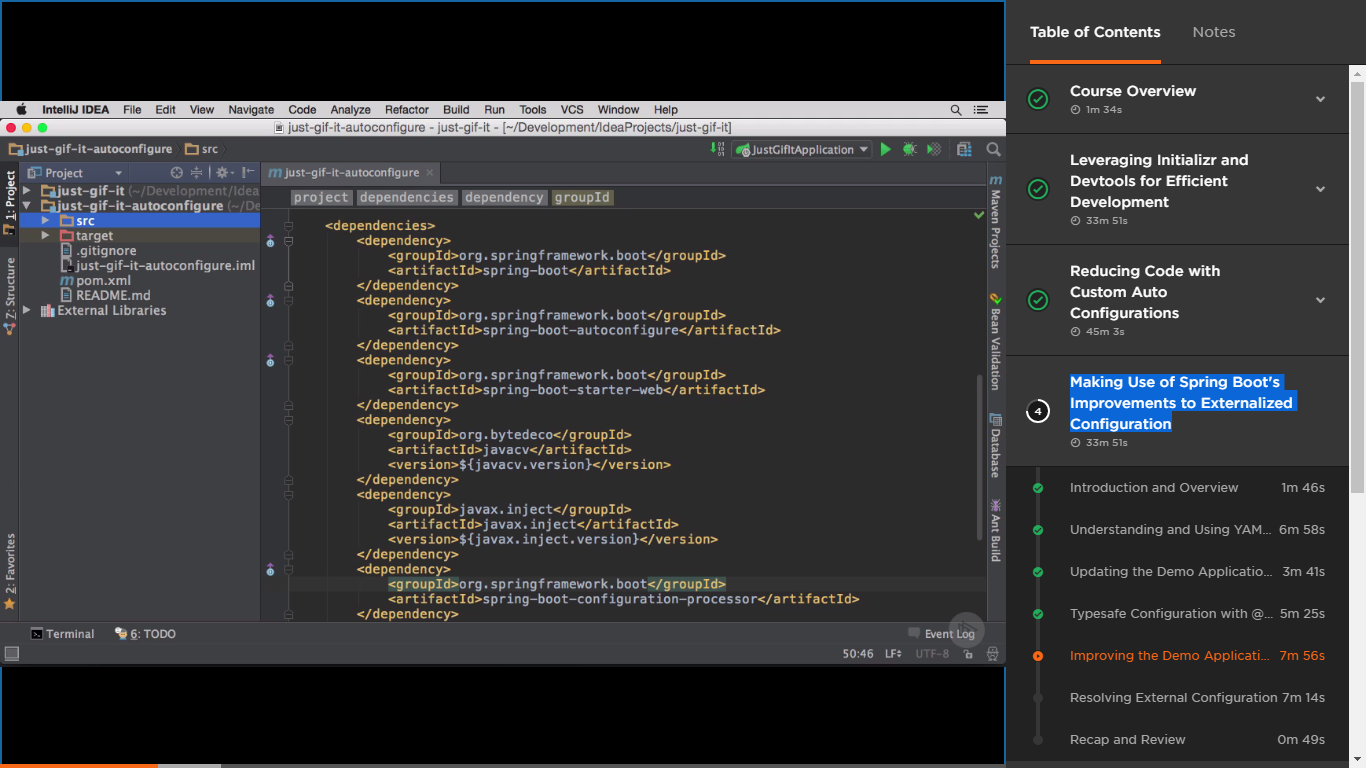 IntelliJ IDEA File Edit View Navigate Code Analyze Refactor Build Run Tools VCS Window Help
just-gif-it-autoconfigure - just-gif-it - [~/Development/IdeaProjects/just-gif-it]
just-gif-it-autoconfigure src
JustGifItApplication
1: Project
Z: Structure
2: Favorites
Project
just-gif-it (~/Development/Idea
just-gif-it-autoconfigure (~/De
src
target
.gitignore
just-gif-it-autoconfigure.iml
pom.xml
README.md
External Libraries
just-gif-it-autoconfigure
project dependencies dependency groupId
<dependencies>
<dependency>
<groupId>org.springframework.boot</groupId>
<artifactId>spring-boot</artifactId>
</dependency>
<dependency>
<groupId>org.springframework.boot</groupId>
<artifactId>spring-boot-autoconfigure</artifactId>
</dependency>
<dependency>
<groupId>org.springframework.boot</groupId>
<artifactId>spring-boot-starter-web</artifactId>
</dependency>
<dependency>
<groupId>org.bytedeco</groupId>
<artifactId>javacv</artifactId>
<version>${javacv.version}</version>
</dependency>
<dependency>
<groupId>javax.inject</groupId>
<artifactId>javax.inject</artifactId>
<version>${javax.inject.version}</version>
</dependency>
<dependency>
<groupId>org.springframework.boot</groupId>
<artifactId>spring-boot-configuration-processor</artifactId>
</dependency>
Maven Projects
Bean Validation
Database
Ant Build
Terminal 6: TODO Event Log
50:46 LF UTF-8
Table of Contents Notes
Course Overview
1m 34s
Leveraging Initializr and
Devtools for Efficient
Development
33m 51s
Reducing Code with
Custom Auto
Configurations
45m 3s
4
Making Use of Spring Boot's
Improvements to Externalized
Configuration
33m 51s
Introduction and Overview 1m 46s
Understanding and Using YAM... 6m 58s
Updating the Demo Applicatio... 3m 41s
Typesafe Configuration with @... 5m 25s
Improving the Demo Applicati... 7m 56s
Resolving External Configuration 7m 14s
Recap and Review 0m 49s